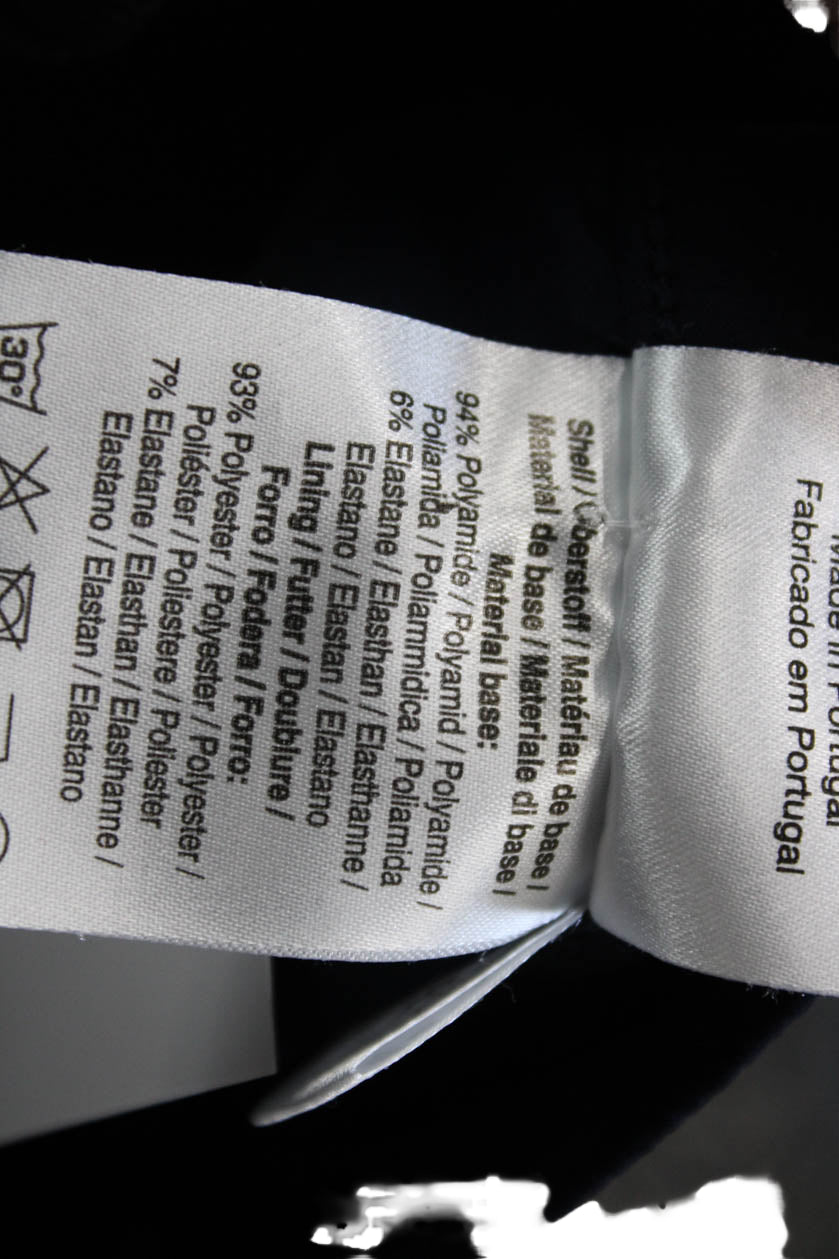 Made in Portugal
Fabricado em Portugal
Shell / Oberstoff / Matériau de base /
Material de base / Materiale di base /
Material base:
94% Polyamide / Polyamid / Polyamide /
Poliamida / Poliammidica / Poliamida
6% Elastane / Elasthan / Elasthanne /
Elastano / Elastan / Elastano
Lining / Futter / Doublure /
Forro / Fodera / Forro:
93% Polyester / Polyester / Polyester /
Poliéster / Poliestere / Poliester
7% Elastane / Elasthan / Elasthanne /
Elastano / Elastan / Elastano
30°